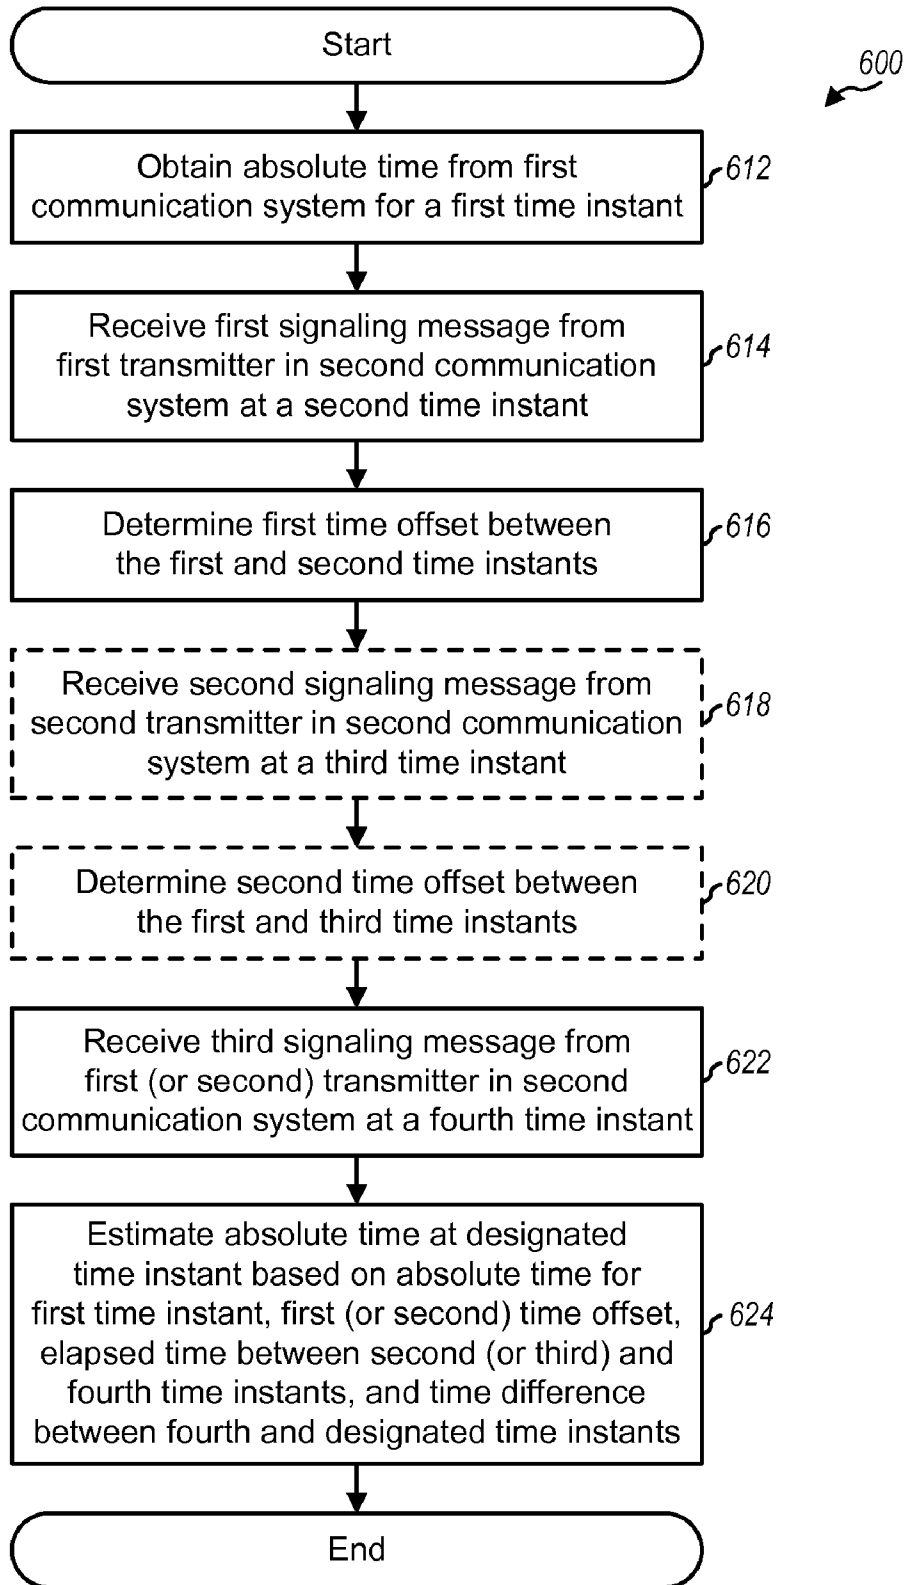 Start
600
Obtain absolute time from first
communication system for a first time instant
612
Receive first signaling message from
first transmitter in second communication
system at a second time instant
614
Determine first time offset between
the first and second time instants
616
Receive second signaling message from
second transmitter in second communication
system at a third time instant
618
Determine second time offset between
the first and third time instants
620
Receive third signaling message from
first (or second) transmitter in second
communication system at a fourth time instant
622
Estimate absolute time at designated
time instant based on absolute time for
first time instant, first (or second) time offset,
elapsed time between second (or third) and
fourth time instants, and time difference
between fourth and designated time instants
624
End